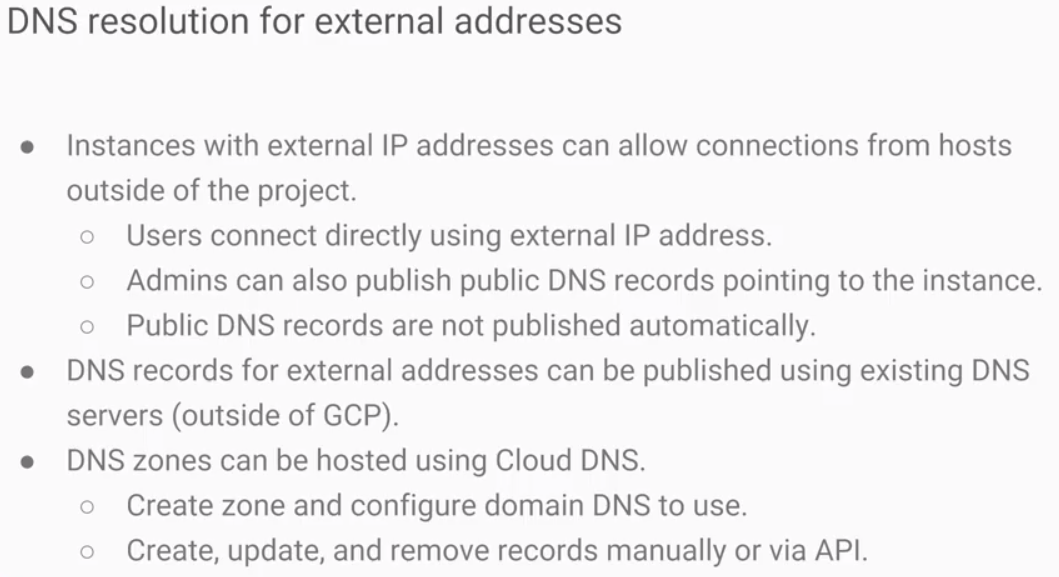 DNS resolution for external addresses
● Instances with external IP addresses can allow connections from hosts
outside of the project.
○ Users connect directly using external IP address.
○ Admins can also publish public DNS records pointing to the instance.
○ Public DNS records are not published automatically.
● DNS records for external addresses can be published using existing DNS
servers (outside of GCP).
● DNS zones can be hosted using Cloud DNS.
○ Create zone and configure domain DNS to use.
○ Create, update, and remove records manually or via API.